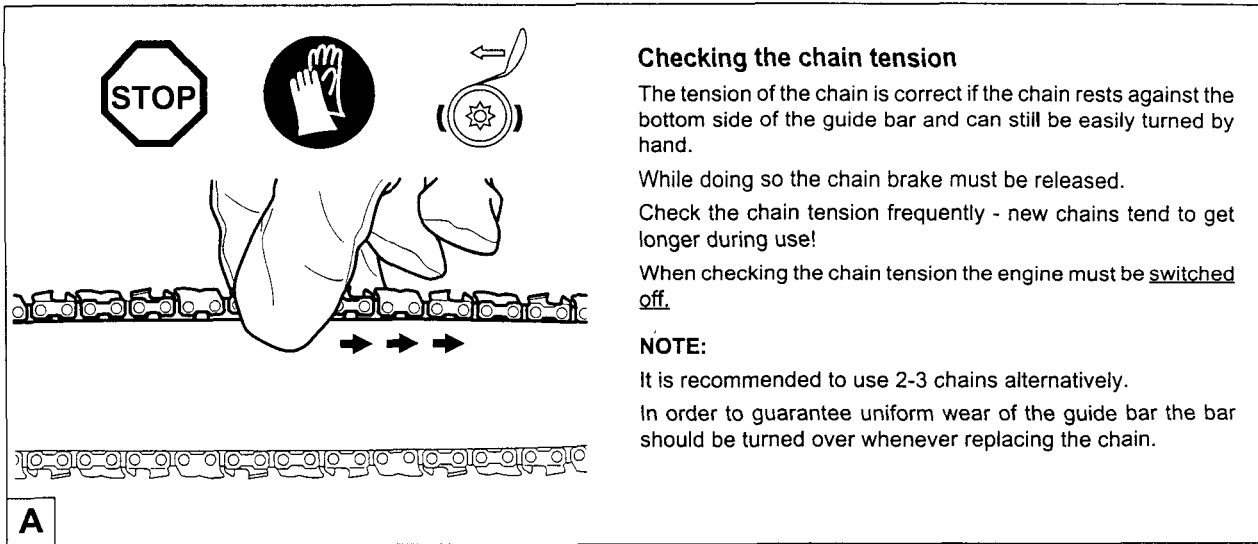 STOP
Checking the chain tension
The tension of the chain is correct if the chain rests against the
bottom side of the guide bar and can still be easily turned by
hand.
While doing so the chain brake must be released.
Check the chain tension frequently - new chains tend to get
longer during use!
When checking the chain tension the engine must be switched
off.
NOTE:
It is recommended to use 2-3 chains alternatively.
In order to guarantee uniform wear of the guide bar the bar
should be turned over whenever replacing the chain.
A